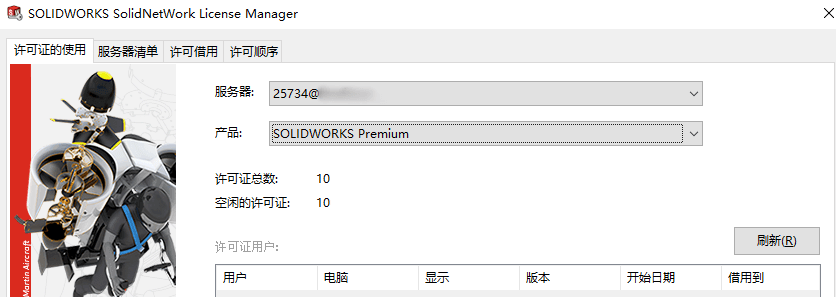 SOLIDWORKS SolidNetWork License Manager
许可证的使用 服务器清单 许可借用 许可顺序
服务器: 25734@
产品: SOLIDWORKS Premium
许可证总数: 10
空闲的许可证: 10
许可证用户:
刷新(R)
用户 电脑 显示 版本 开始日期 借用到
Martin Aircraft